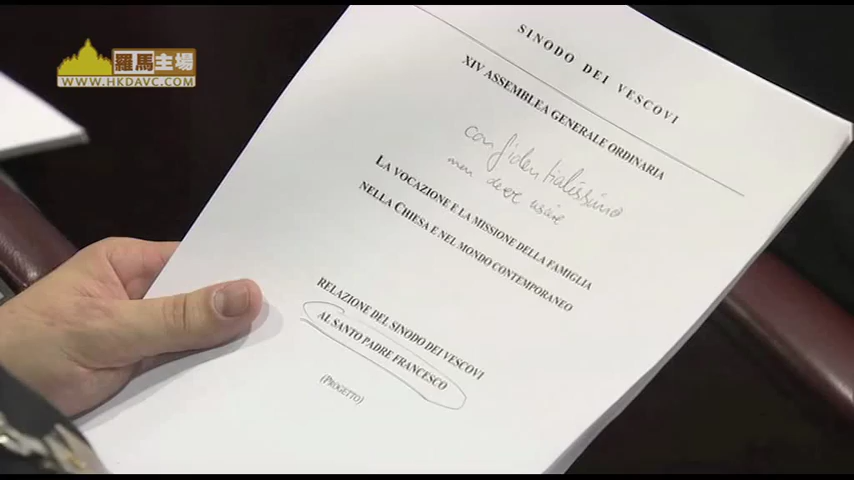 羅馬主場
WWW.HKDAVC.COM
SINODO DEI VESCOVI
XIV ASSEMBLEA GENERALE ORDINARIA
confidentialissimo
non deve uscire
LA VOCAZIONE E LA MISSIONE DELLA FAMIGLIA
NELLA CHIESA E NEL MONDO CONTEMPORANEO
RELAZIONE DEL SINODO DEI VESCOVI
AL SANTO PADRE FRANCESCO
(PROGETTO)